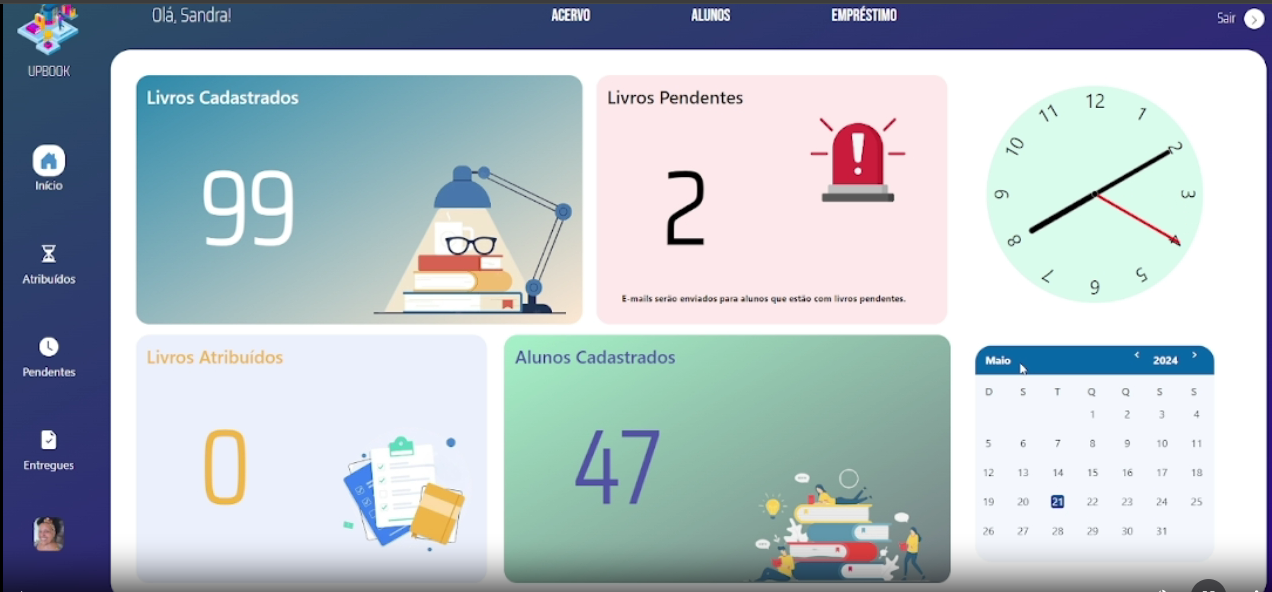 Olá, Sandra!
ACERVO
ALUNOS
EMPRÉSTIMO
Sair
UPBOOK
Início
Atribuídos
Pendentes
Entregues
Livros Cadastrados
99
Livros Pendentes
2
E-mails serão enviados para alunos que estão com livros pendentes.
Livros Atribuídos
0
Alunos Cadastrados
47
12
1
2
3
4
5
6
7
8
9
10
11
Maio 2024
D S T Q Q S S
1 2 3 4
5 6 7 8 9 10 11
12 13 14 15 16 17 18
19 20 21 22 23 24 25
26 27 28 29 30 31